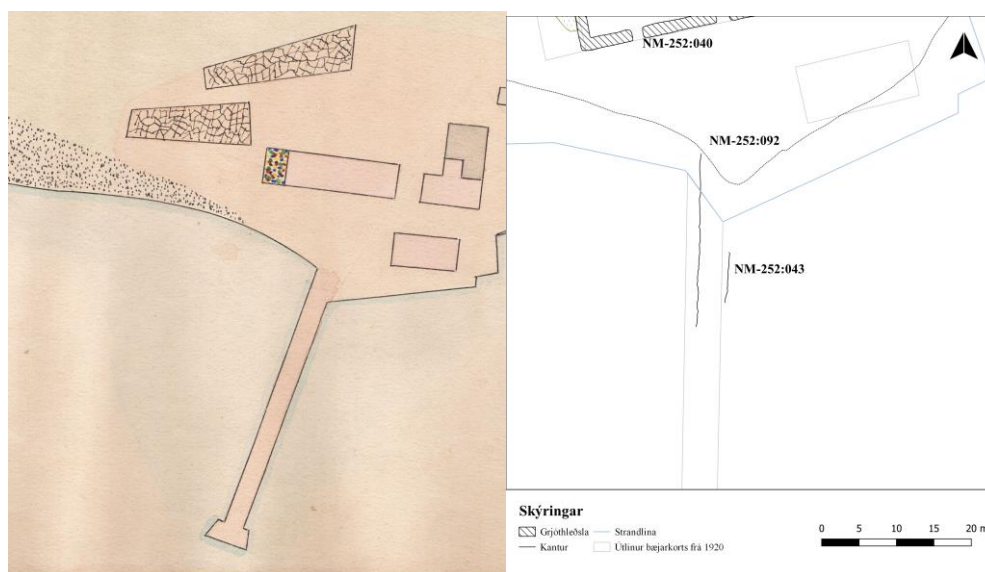 NM-252:040
NM-252:092
NM-252:043
Skýringar
Grjóthleðsla
Strandlína
Kantur
Útlínur bæjarkorts frá 1920
0 5 10 15 20 m